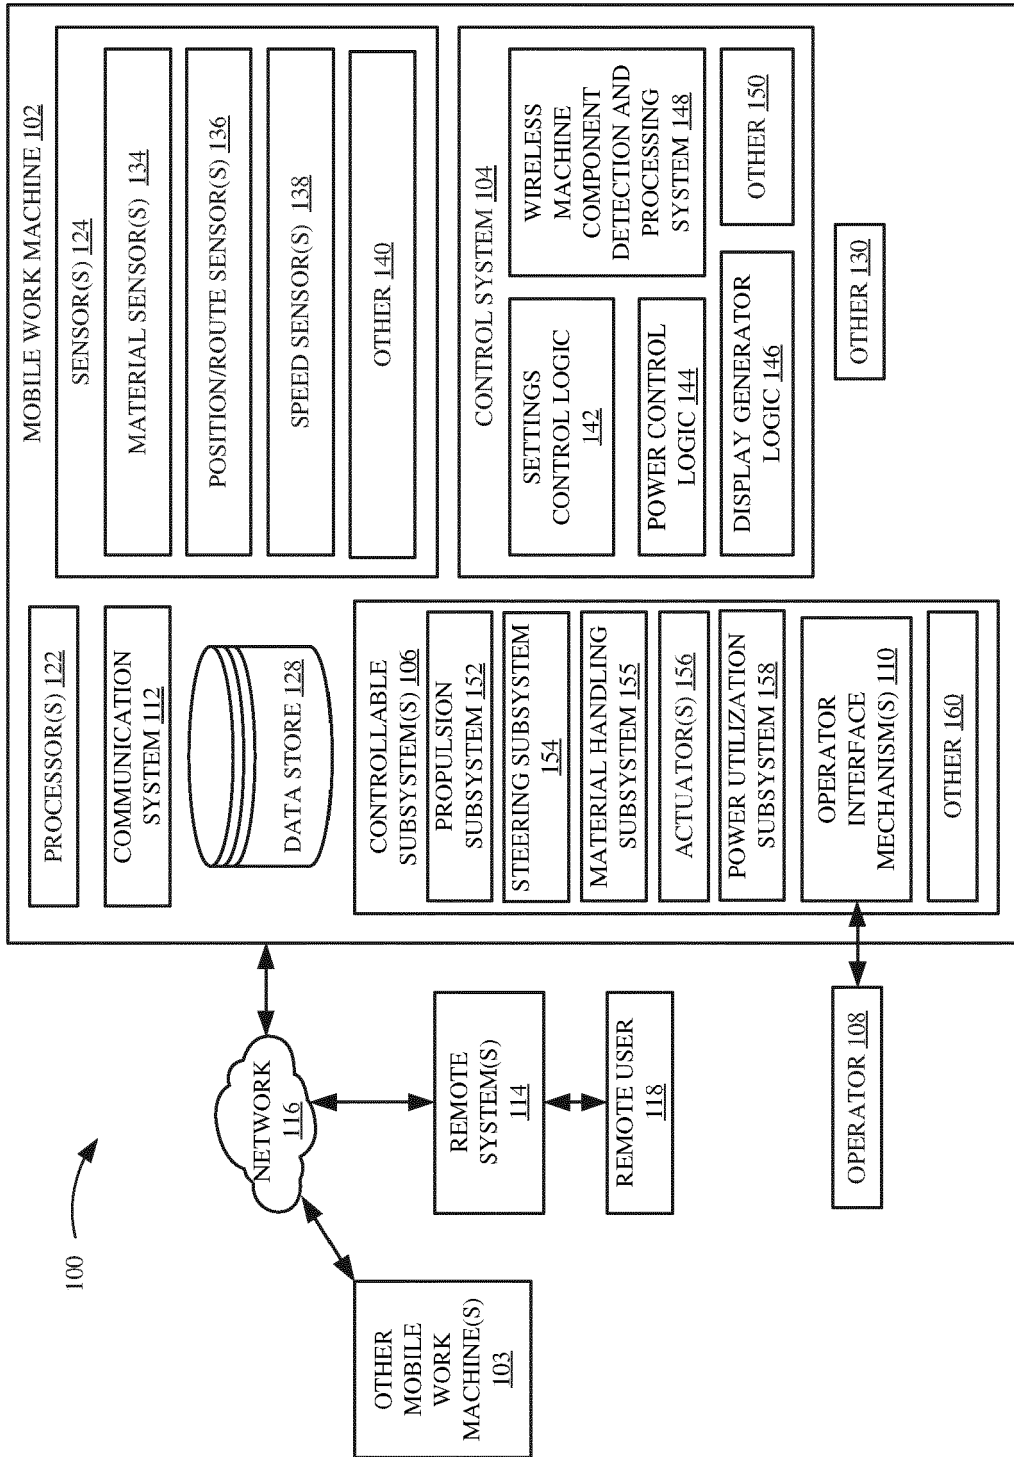 100
OTHER
MOBILE
WORK
MACHINE(S)
103
NETWORK
116
REMOTE
SYSTEM(S)
114
REMOTE USER
118
OPERATOR 108
MOBILE WORK MACHINE 102
PROCESSOR(S) 122
COMMUNICATION
SYSTEM 112
DATA STORE 128
CONTROLLABLE
SUBSYSTEM(S) 106
PROPULSION
SUBSYSTEM 152
STEERING SUBSYSTEM
154
MATERIAL HANDLING
SUBSYSTEM 155
ACTUATOR(S) 156
POWER UTILIZATION
SUBSYSTEM 158
OPERATOR
INTERFACE
MECHANISM(S) 110
OTHER 160
SENSOR(S) 124
MATERIAL SENSOR(S) 134
POSITION/ROUTE SENSOR(S) 136
SPEED SENSOR(S) 138
OTHER 140
CONTROL SYSTEM 104
SETTINGS
CONTROL LOGIC
142
POWER CONTROL
LOGIC 144
DISPLAY GENERATOR
LOGIC 146
WIRELESS
MACHINE
COMPONENT
DETECTION AND
PROCESSING
SYSTEM 148
OTHER 150
OTHER 130